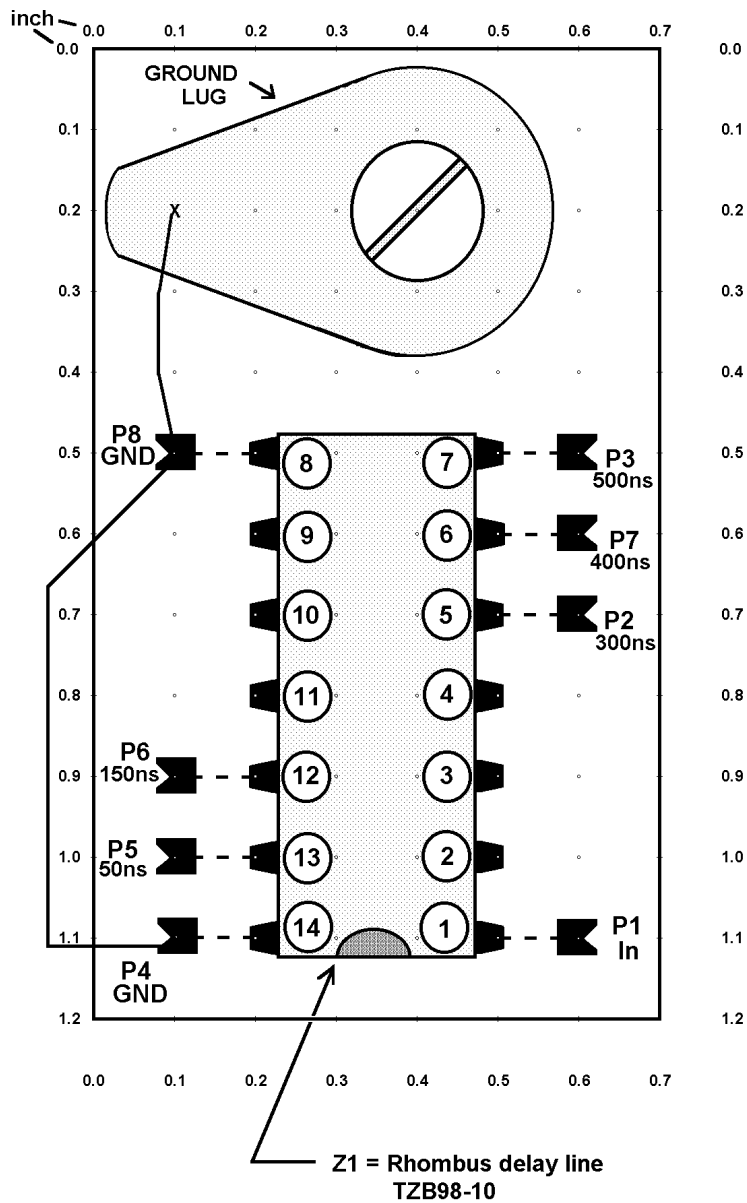 inch
0.0 0.1 0.2 0.3 0.4 0.5 0.6 0.7
0.0 0.0
GROUND
LUG
0.1 0.1
X
0.2 0.2
0.3 0.3
0.4 0.4
P8
GND
0.5 0.5
8 7
P3
500ns
0.6 0.6
9 6
P7
400ns
0.7 0.7
10 5
P2
300ns
0.8 0.8
11 4
P6
150ns
0.9 0.9
12 3
P5
50ns
1.0 1.0
13 2
14 1
P1
In
1.1 1.1
P4
GND
1.2 1.2
0.0 0.1 0.2 0.3 0.4 0.5 0.6 0.7
Z1 = Rhombus delay line
TZB98-10